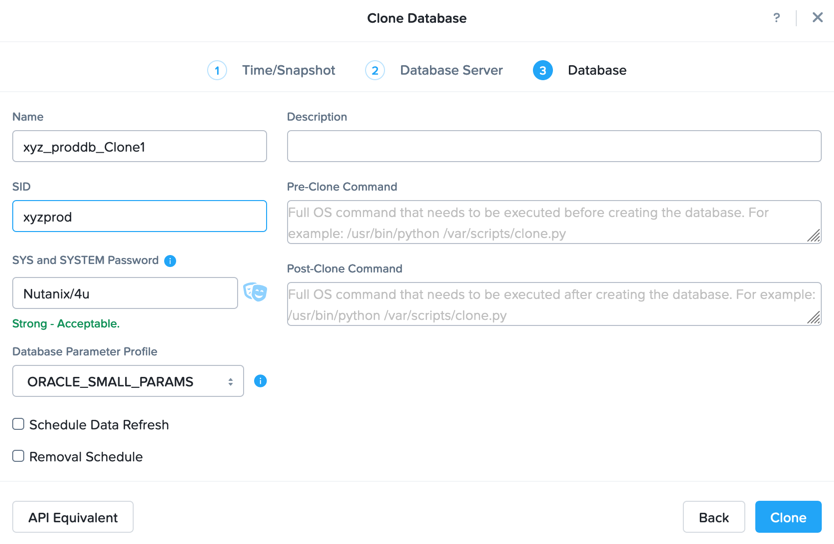 Clone Database
?
1 Time/Snapshot 2 Database Server 3 Database
Name
xyz_proddb_Clone1
Description
SID
xyzprod
Pre-Clone Command
Full OS command that needs to be executed before creating the database. For
example: /usr/bin/python /var/scripts/clone.py
SYS and SYSTEM Password i
Nutanix/4u
Strong - Acceptable.
Post-Clone Command
Full OS command that needs to be executed after creating the database. For example:
/usr/bin/python /var/scripts/clone.py
Database Parameter Profile
ORACLE_SMALL_PARAMS i
Schedule Data Refresh
Removal Schedule
API Equivalent
Back
Clone